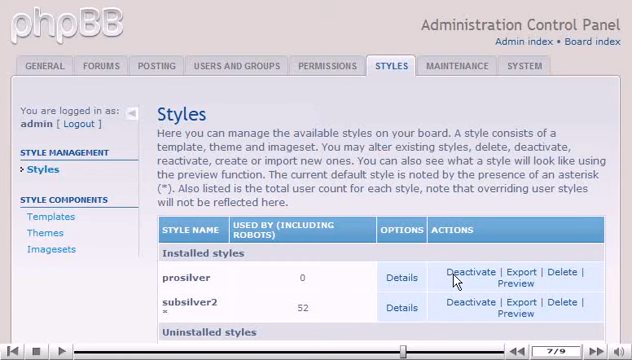 phpBB
Administration Control Panel
Admin index • Board index
GENERAL FORUMS POSTING USERS AND GROUPS PERMISSIONS STYLES MAINTENANCE SYSTEM
You are logged in as:
admin [ Logout ]
STYLE MANAGEMENT
Styles
STYLE COMPONENTS
Templates
Themes
Imagesets
Styles
Here you can manage the available styles on your board. A style consists of a
template, theme and imageset. You may alter existing styles, delete, deactivate,
reactivate, create or import new ones. You can also see what a style will look like using
the preview function. The current default style is noted by the presence of an asterisk
(*). Also listed is the total user count for each style, note that overriding user styles
will not be reflected here.
STYLE NAME USED BY (INCLUDING ROBOTS) OPTIONS ACTIONS
Installed styles
prosilver 0 Details Deactivate | Export | Delete |
Preview
subsilver2 52 Details Deactivate | Export | Delete |
* Preview
Uninstalled styles
7/9